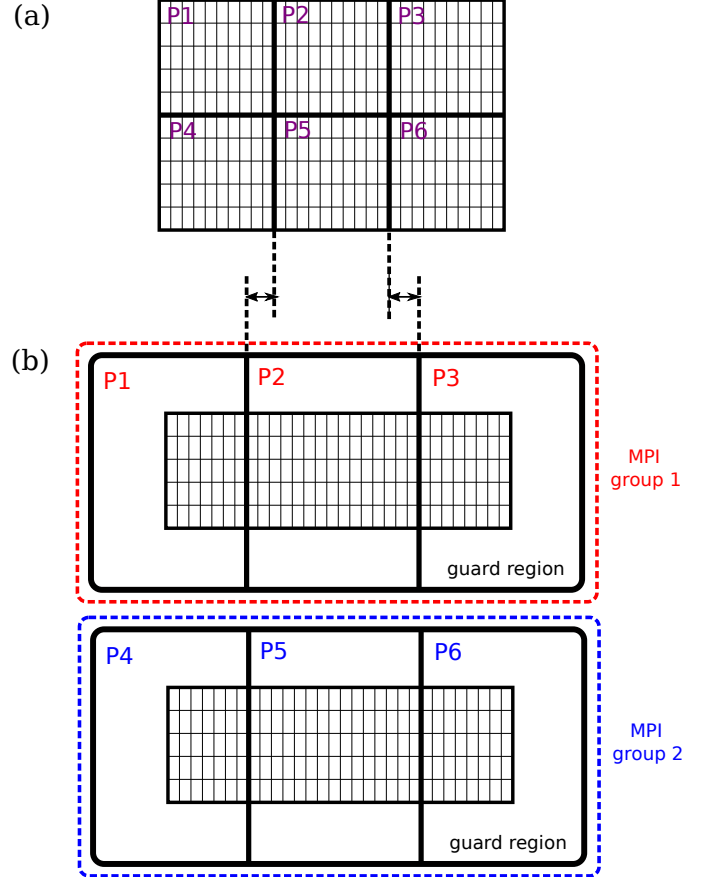 (a)
P1 P2 P3
P4 P5 P6
(b)
P1 P2 P3
MPI
group 1
guard region
P4 P5 P6
MPI
group 2
guard region